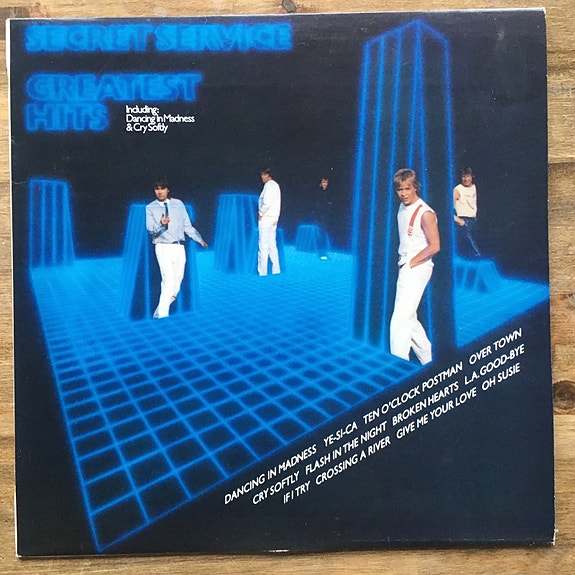 SECRET SERVICE
GREATEST
HITS
Including;
Dancing In Madness
& Cry Softly
DANCING IN MADNESS YE-SI-CA TEN O'CLOCK POSTMAN OVER TOWN
CRY SOFTLY FLASH IN THE NIGHT BROKEN HEARTS L.A. GOOD-BYE
IF I TRY CROSSING A RIVER GIVE ME YOUR LOVE OH SUSIE